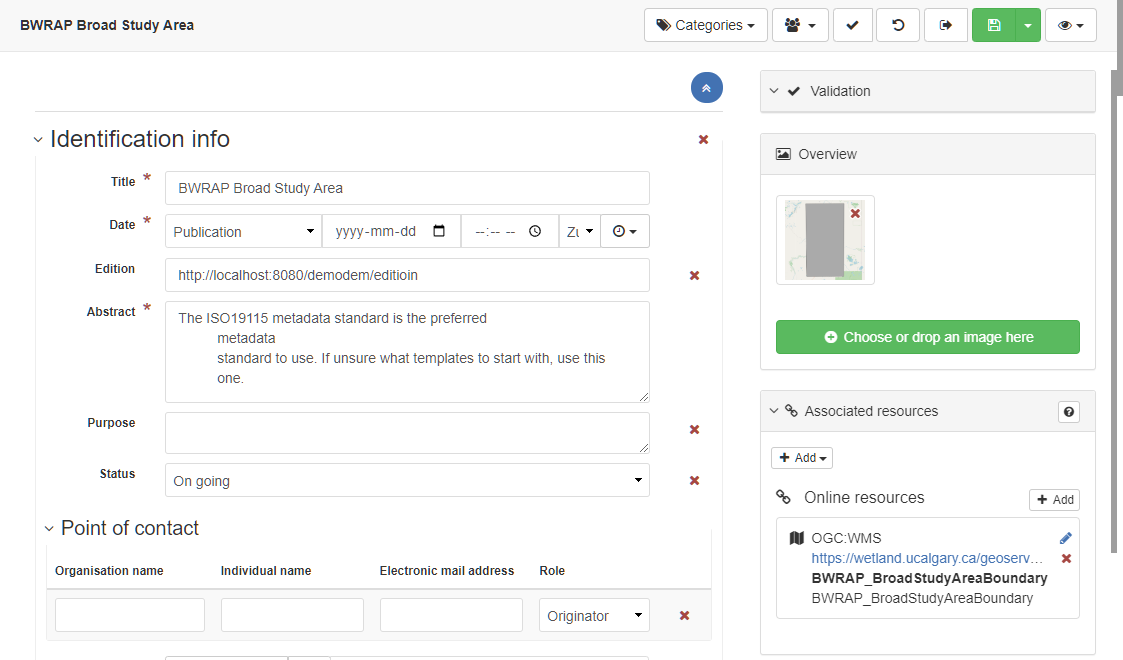 BWRAP Broad Study Area
Categories
Identification info
Title *
BWRAP Broad Study Area
Date *
Publication
yyyy-mm-dd
--:-- --
Zu
Edition
http://localhost:8080/demodem/editioin
Abstract *
The ISO19115 metadata standard is the preferred
metadata
standard to use. If unsure what templates to start with, use this
one.
Purpose
Status
On going
Point of contact
Organisation name Individual name Electronic mail address Role
Originator
Validation
Overview
Choose or drop an image here
Associated resources
Add
Online resources
Add
OGC:WMS
https://wetland.ucalgary.ca/geoserv...
BWRAP_BroadStudyAreaBoundary
BWRAP_BroadStudyAreaBoundary